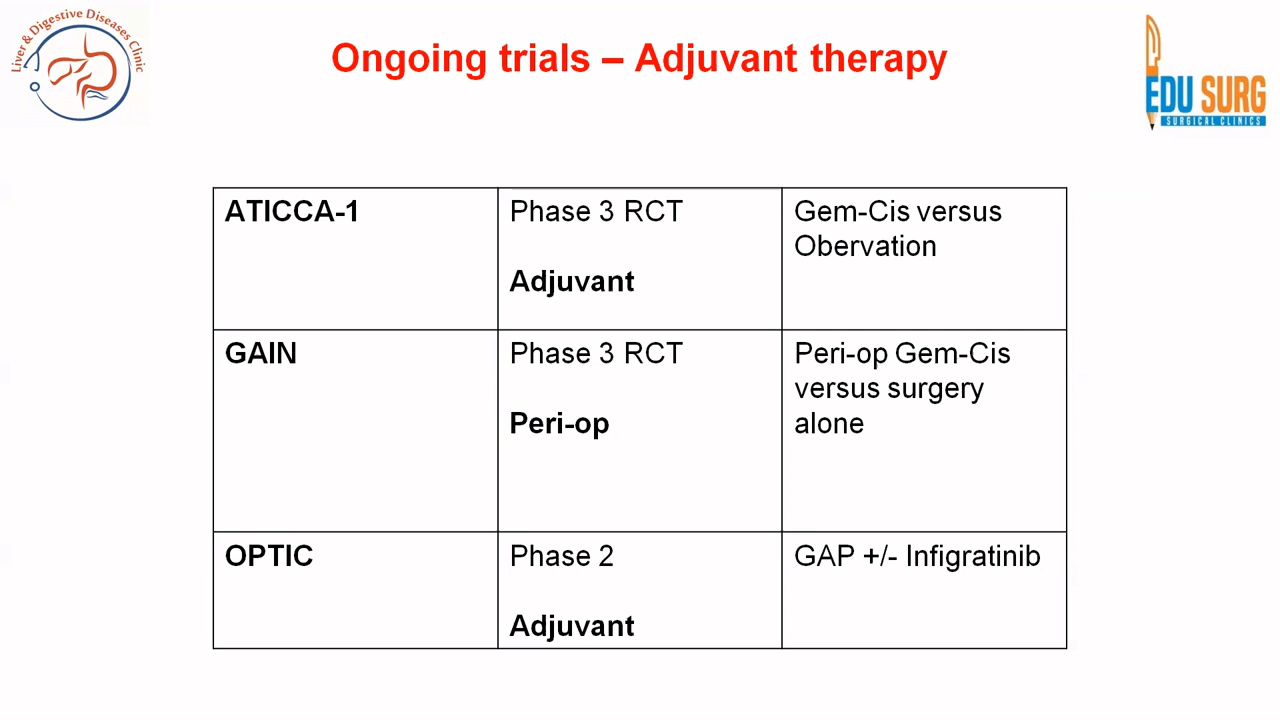 Liver & Digestive Diseases Clinic
Ongoing trials – Adjuvant therapy
EDU SURG
SURGICAL CLINICS
ATICCA-1
Phase 3 RCT
Adjuvant
Gem-Cis versus
Obervation
GAIN
Phase 3 RCT
Peri-op
Peri-op Gem-Cis
versus surgery
alone
OPTIC
Phase 2
Adjuvant
GAP +/- Infigratinib